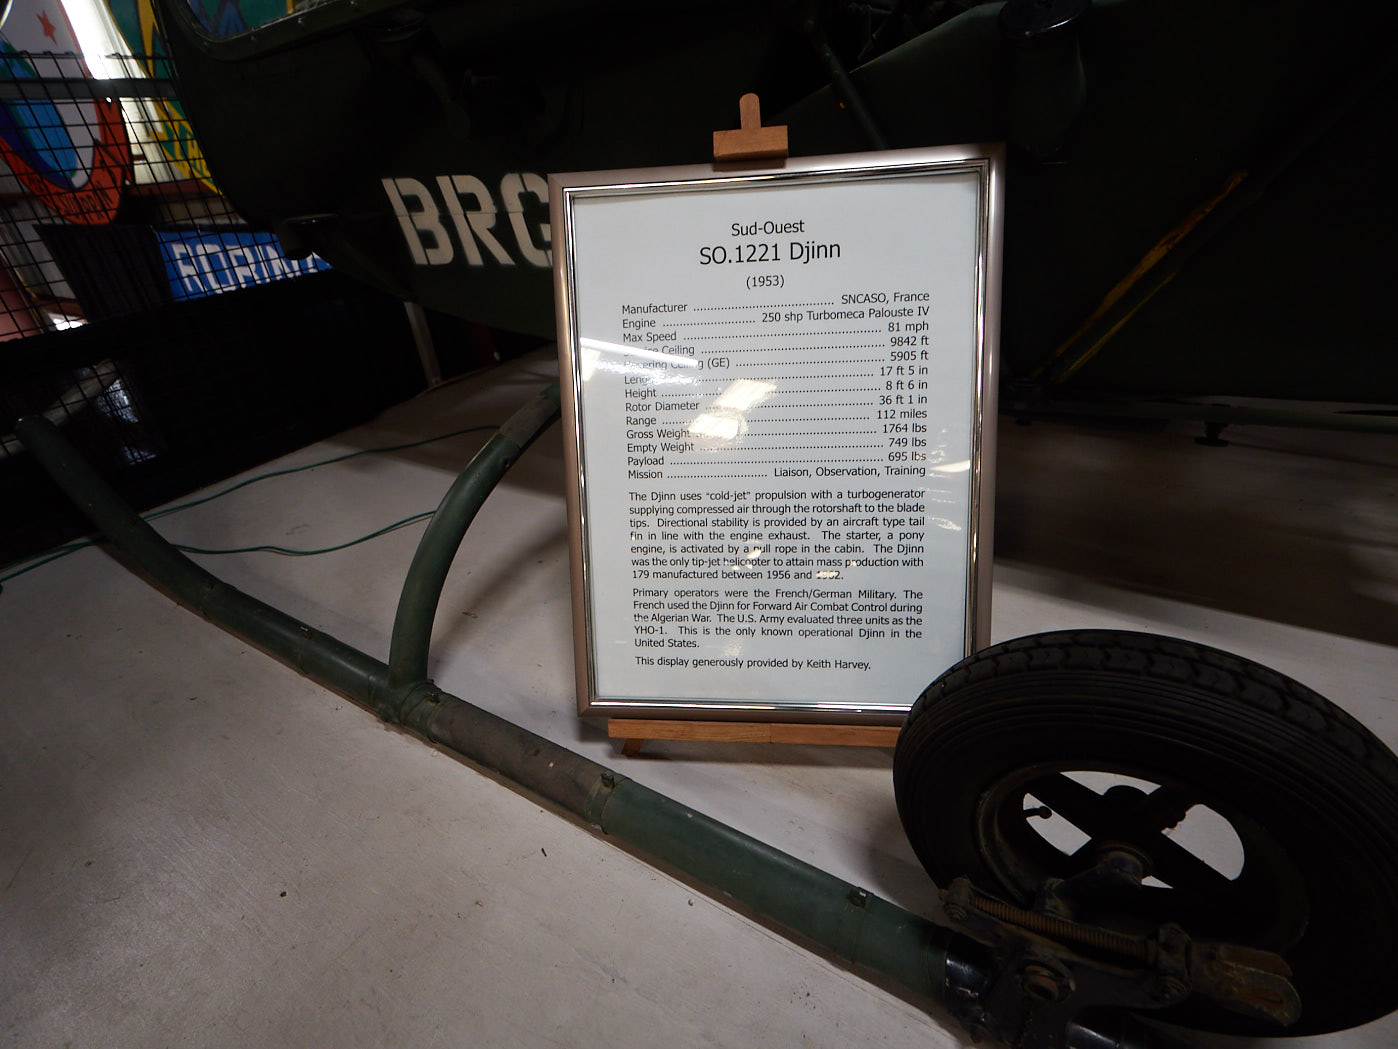 BRG
Sud-Ouest
SO.1221 Djinn
(1953)
Manufacturer ........ SNCASO, France
Engine ........ 250 shp Turbomeca Palouste IV
Max Speed ........ 81 mph
Ceiling ........ 9842 ft
Ceiling (GE) ........ 5905 ft
........ 17 ft 5 in
Height ........ 8 ft 6 in
Rotor Diameter ........ 36 ft 1 in
Range ........ 112 miles
Gross Weight ........ 1764 lbs
Empty Weight ........ 749 lbs
Payload ........ 695 lbs
Mission ........ Liaison, Observation, Training
The Djinn uses “cold-jet” propulsion with a turbogenerator
supplying compressed air through the rotorshaft to the blade
tips. Directional stability is provided by an aircraft type tail
fin in line with the engine exhaust. The starter, a pony
engine, is activated by a pull rope in the cabin. The Djinn
was the only tip-jet helicopter to attain mass production with
179 manufactured between 1956 and
Primary operators were the French/German Military. The
French used the Djinn for Forward Air Combat Control during
the Algerian War. The U.S. Army evaluated three units as the
YHO-1. This is the only known operational Djinn in the
United States.
This display generously provided by Keith Harvey.